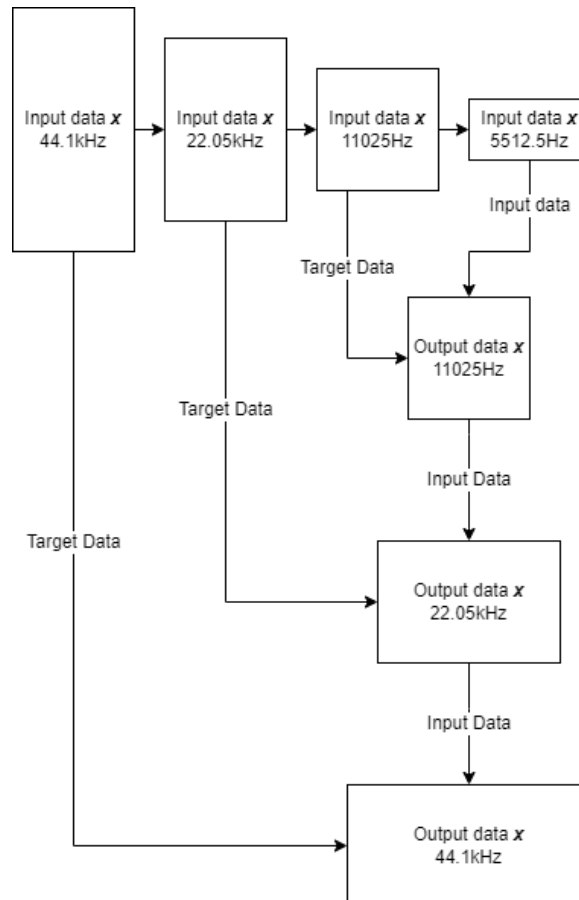 Input data x
44.1kHz
Input data x
22.05kHz
Input data x
11025Hz
Input data x
5512.5Hz
Input data
Target Data
Output data x
11025Hz
Target Data
Input Data
Target Data
Output data x
22.05kHz
Input Data
Output data x
44.1kHz